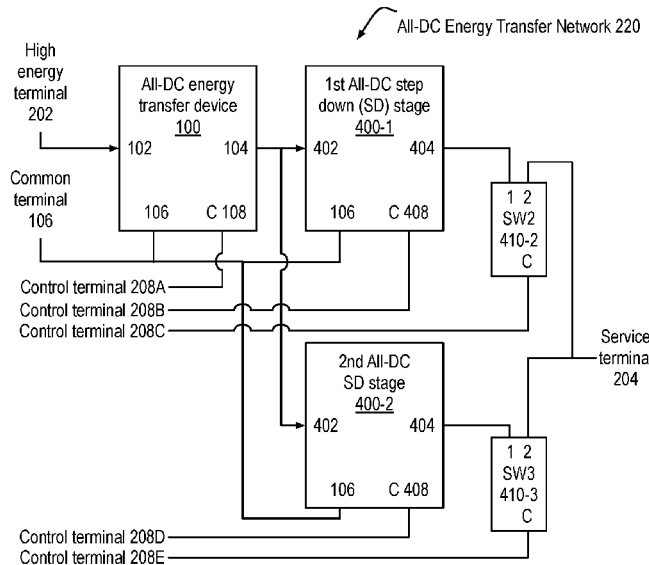 All-DC Energy Transfer Network 220
High
energy
terminal
202
All-DC energy
transfer device
100
102
104
106
C 108
1st All-DC step
down (SD) stage
400-1
402
404
106
C 408
Common
terminal
106
1 2
SW2
410-2
C
Control terminal 208A
Control terminal 208B
Control terminal 208C
Service
terminal
204
2nd All-DC
SD stage
400-2
402
404
106
C 408
1 2
SW3
410-3
C
Control terminal 208D
Control terminal 208E